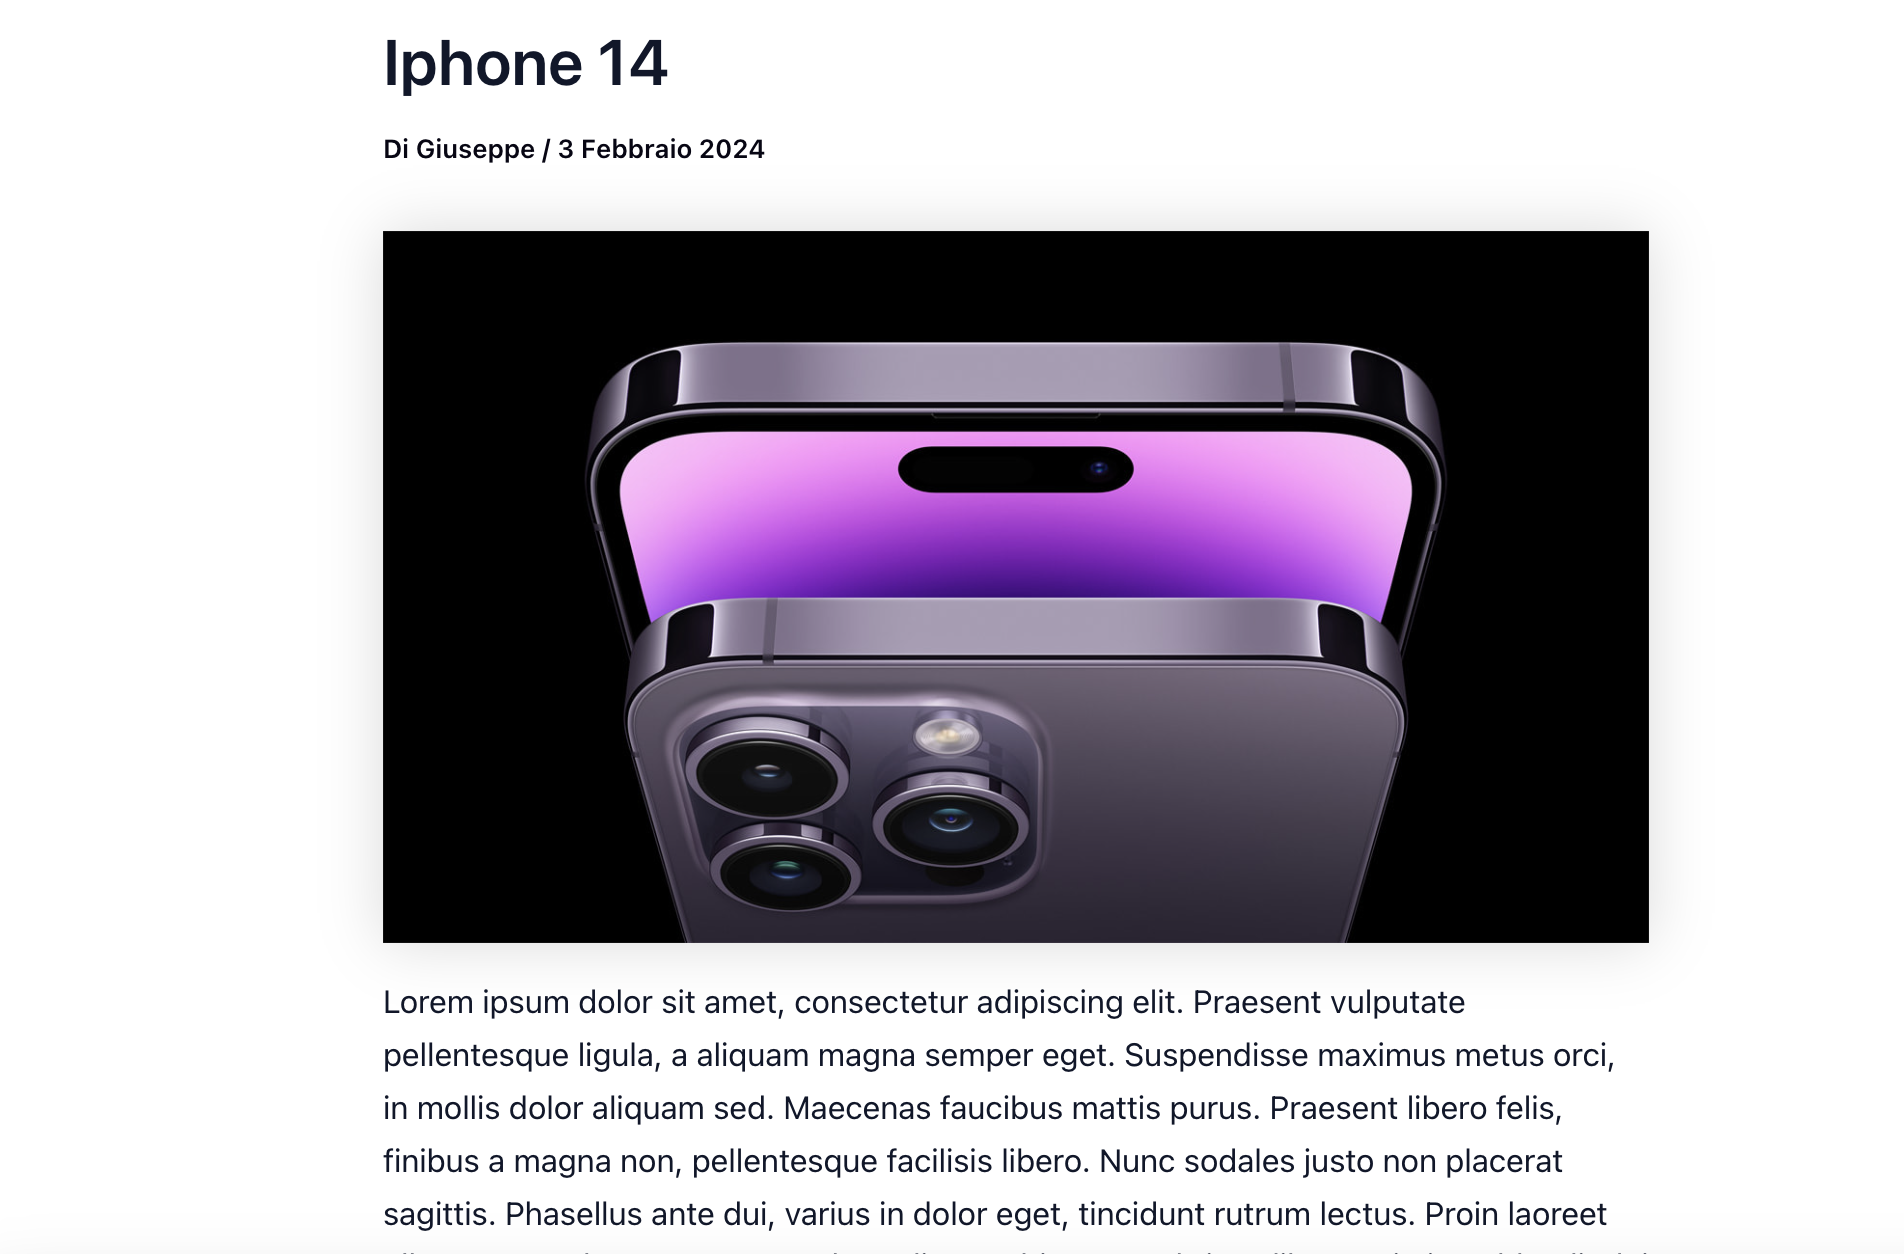 Iphone 14
Di Giuseppe / 3 Febbraio 2024
Lorem ipsum dolor sit amet, consectetur adipiscing elit. Praesent vulputate
pellentesque ligula, a aliquam magna semper eget. Suspendisse maximus metus orci,
in mollis dolor aliquam sed. Maecenas faucibus mattis purus. Praesent libero felis,
finibus a magna non, pellentesque facilisis libero. Nunc sodales justo non placerat
sagittis. Phasellus ante dui, varius in dolor eget, tincidunt rutrum lectus. Proin laoreet